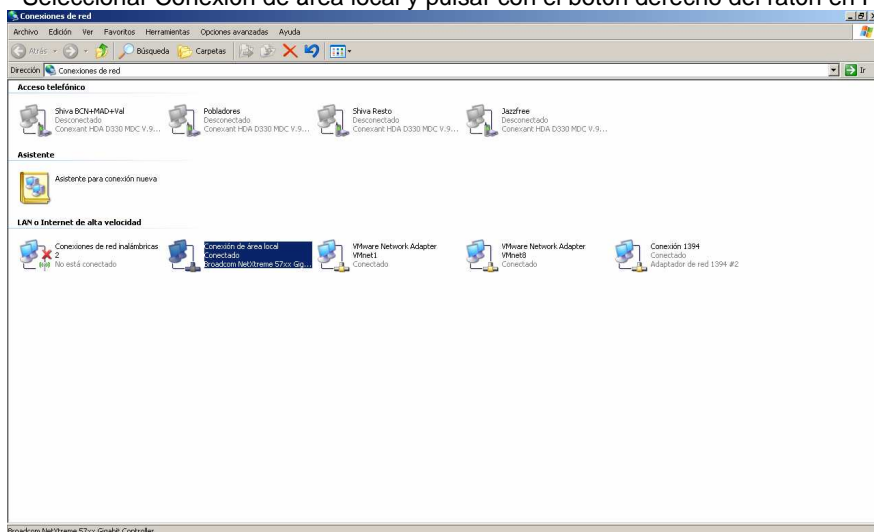 Seleccionar Conexión de área local y pulsar con el botón derecho del ratón en
Conexiones de red
Archivo Edición Ver Favoritos Herramientas Opciones avanzadas Ayuda
Atrás Búsqueda Carpetas
Dirección Conexiones de red Ir
Acceso telefónico
Shiva BCN+MAD+Val
Desconectado
Conexant HDA D330 MDC V.9...
Pobladores
Desconectado
Conexant HDA D330 MDC V.9...
Shiva Resto
Desconectado
Conexant HDA D330 MDC V.9...
Jazzfree
Desconectado
Conexant HDA D330 MDC V.9...
Asistente
Asistente para conexión nueva
LAN o Internet de alta velocidad
Conexiones de red inalámbricas
2
No está conectado
Conexión de área local
Conectado
Broadcom NetXtreme 57xx Gig...
VMware Network Adapter
VMnet1
Conectado
VMware Network Adapter
VMnet8
Conectado
Conexión 1394
Conectado
Adaptador de red 1394 #2
Broadcom NetXtreme 57xx Gigabit Controller